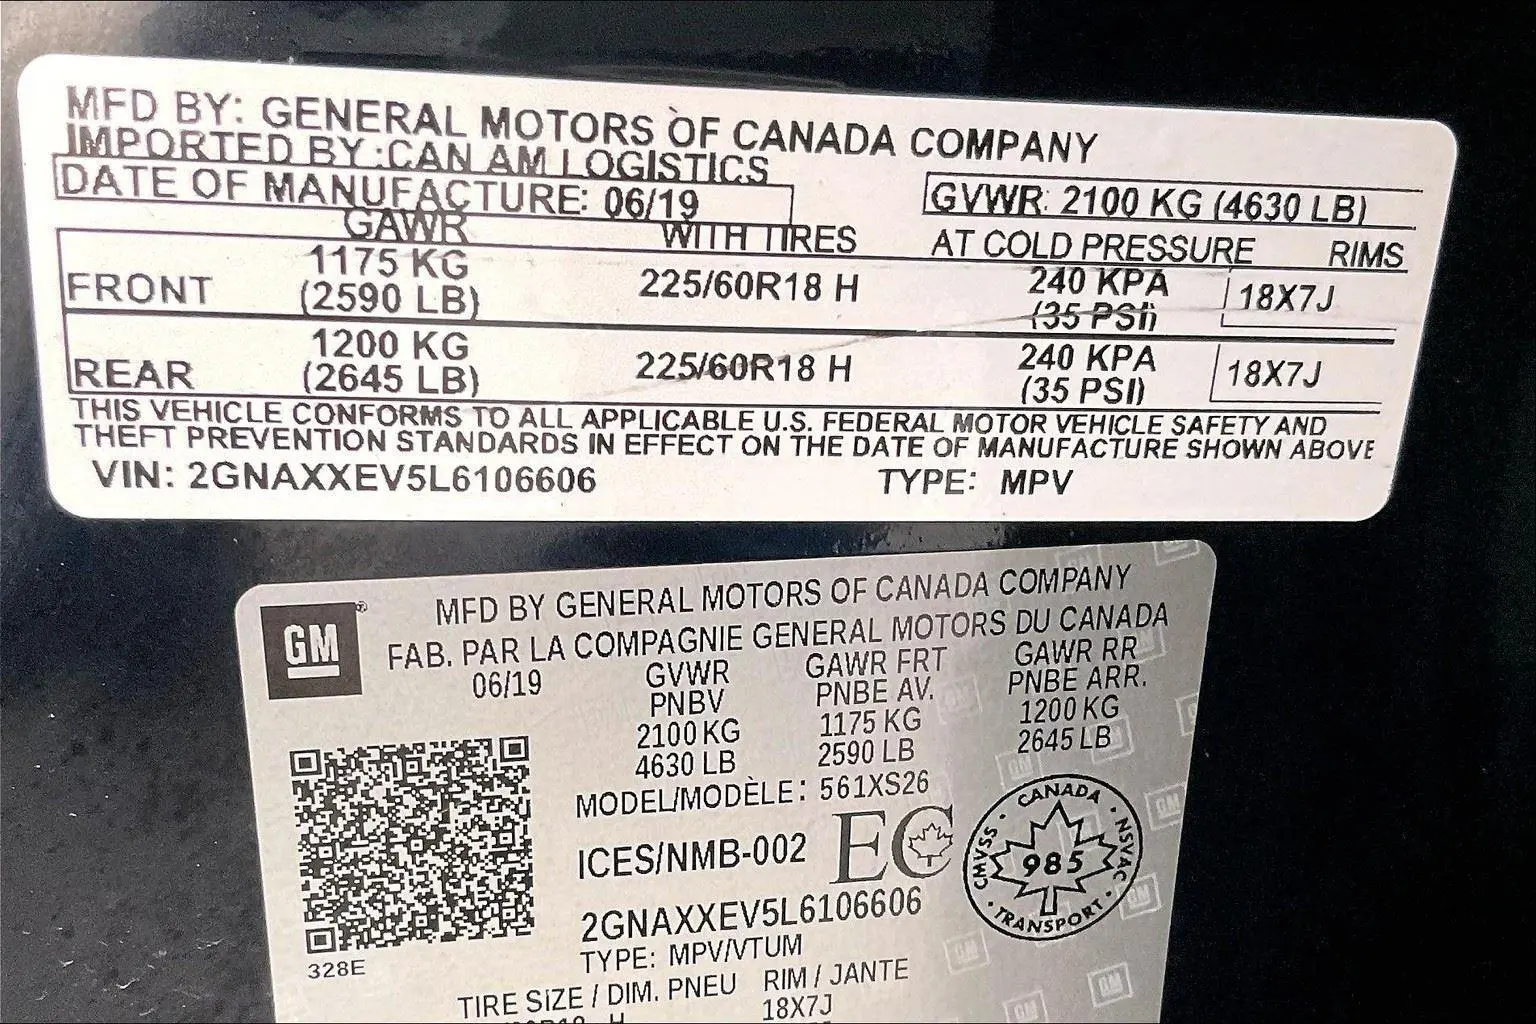 MFD BY: GENERAL MOTORS OF CANADA COMPANY
IMPORTED BY :CAN AM LOGISTICS
DATE OF MANUFACTURE: 06/19 GVWR: 2100 KG (4630 LB)
GAWR WITH TIRES AT COLD PRESSURE RIMS
FRONT 1175 KG (2590 LB) 225/60R18 H 240 KPA (35 PSI) 18X7J
REAR 1200 KG (2645 LB) 225/60R18 H 240 KPA (35 PSI) 18X7J
THIS VEHICLE CONFORMS TO ALL APPLICABLE U.S. FEDERAL MOTOR VEHICLE SAFETY AND
THEFT PREVENTION STANDARDS IN EFFECT ON THE DATE OF MANUFACTURE SHOWN ABOVE
VIN: 2GNAXXEV5L6106606 TYPE: MPV
GM®
MFD BY GENERAL MOTORS OF CANADA COMPANY
FAB. PAR LA COMPAGNIE GENERAL MOTORS DU CANADA
06/19 GVWR GAWR FRT GAWR RR
PNBV PNBE AV. PNBE ARR.
2100 KG 1175 KG 1200 KG
4630 LB 2590 LB 2645 LB
MODEL/MODÈLE: 561XS26
ICES/NMB-002 EC
CANADA · NSVAC · TRANSPORT · CMVSS ·
985
2GNAXXEV5L6106606
TYPE: MPV/VTUM
328E
TIRE SIZE / DIM. PNEU RIM / JANTE
18X7J